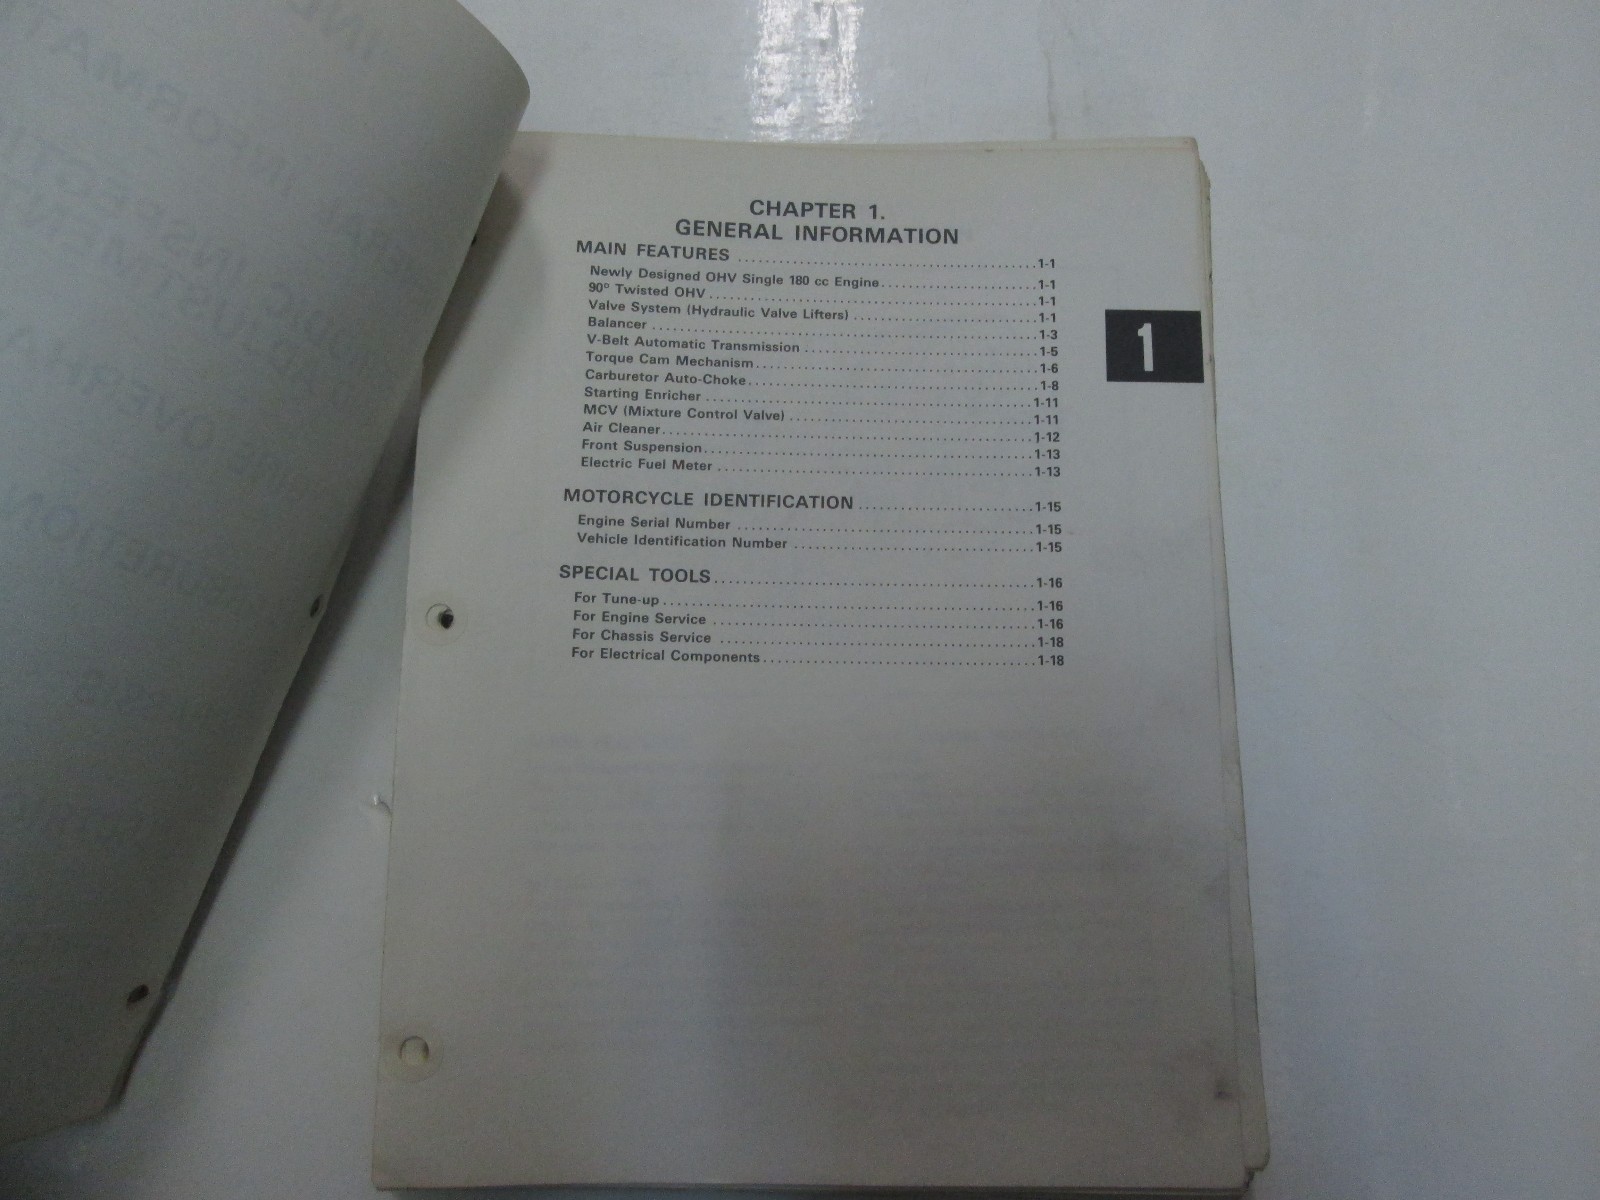 CHAPTER 1.
GENERAL INFORMATION
MAIN FEATURES ........ 1-1
Newly Designed OHV Single 180 cc Engine ........ 1-1
90° Twisted OHV ........ 1-1
Valve System (Hydraulic Valve Lifters) ........ 1-1
Balancer ........ 1-3
V-Belt Automatic Transmission ........ 1-5
Torque Cam Mechanism ........ 1-6
Carburetor Auto-Choke ........ 1-8
Starting Enricher ........ 1-11
MCV (Mixture Control Valve) ........ 1-11
Air Cleaner ........ 1-12
Front Suspension ........ 1-13
Electric Fuel Meter ........ 1-13
MOTORCYCLE IDENTIFICATION ........ 1-15
Engine Serial Number ........ 1-15
Vehicle Identification Number ........ 1-15
SPECIAL TOOLS ........ 1-16
For Tune-up ........ 1-16
For Engine Service ........ 1-16
For Chassis Service ........ 1-18
For Electrical Components ........ 1-18
1